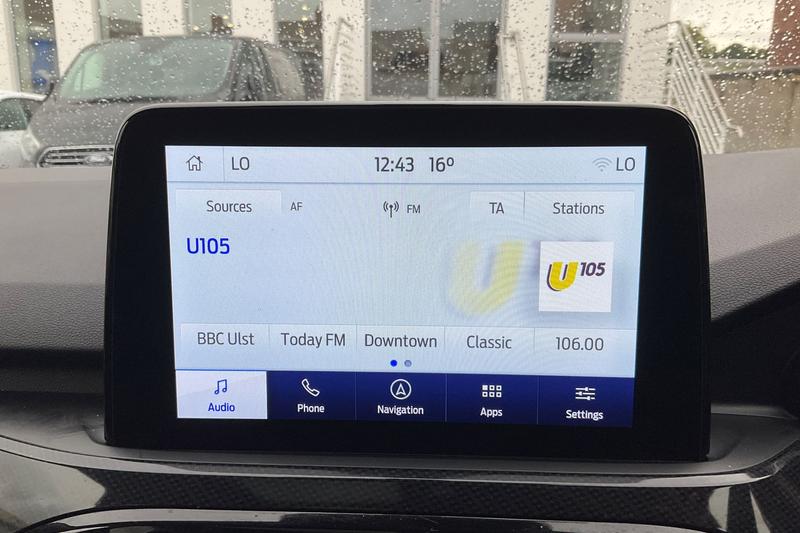 LO 12:43 16º LO
Sources AF FM TA Stations
U105
U 105
BBC Ulst Today FM Downtown Classic 106.00
Audio Phone Navigation Apps Settings